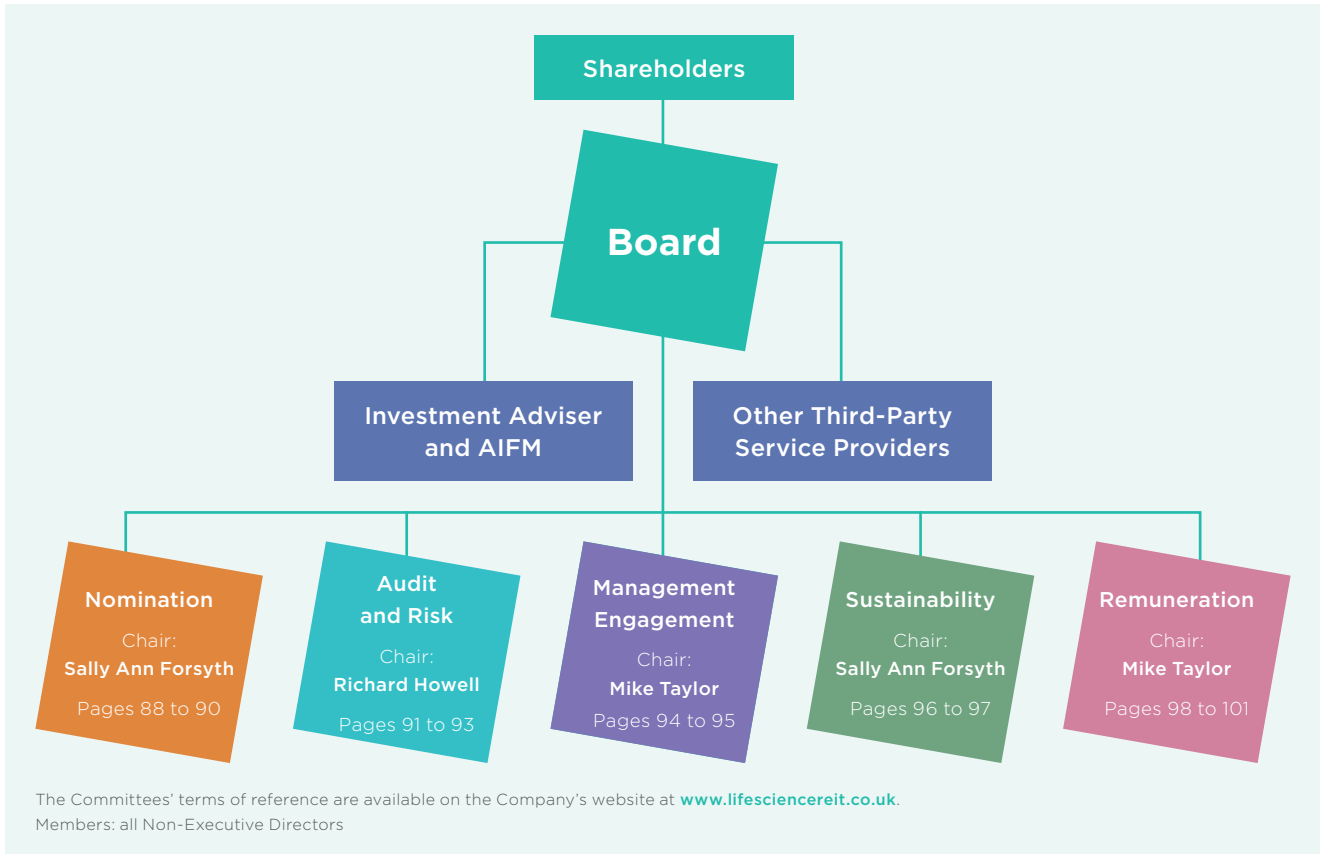 Shareholders
Board
Investment Adviser
and AIFM
Other Third-Party
Service Providers
Nomination
Chair:
Sally Ann Forsyth
Pages 88 to 90
Audit
and Risk
Chair:
Richard Howell
Pages 91 to 93
Management
Engagement
Chair:
Mike Taylor
Pages 94 to 95
Sustainability
Chair:
Sally Ann Forsyth
Pages 96 to 97
Remuneration
Chair:
Mike Taylor
Pages 98 to 101
The Committees’ terms of reference are available on the Company’s website at www.lifesciencereit.co.uk.
Members: all Non-Executive Directors